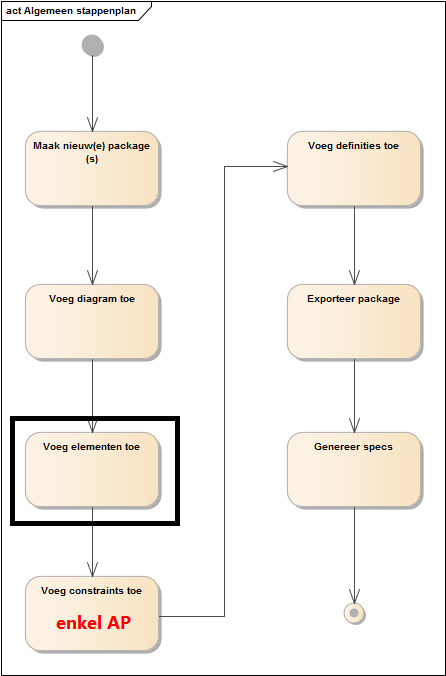 act Algemeen stappenplan
Maak nieuw(e) package
(s)
Voeg diagram toe
Voeg elementen toe
Voeg constraints toe
enkel AP
Voeg definities toe
Exporteer package
Genereer specs